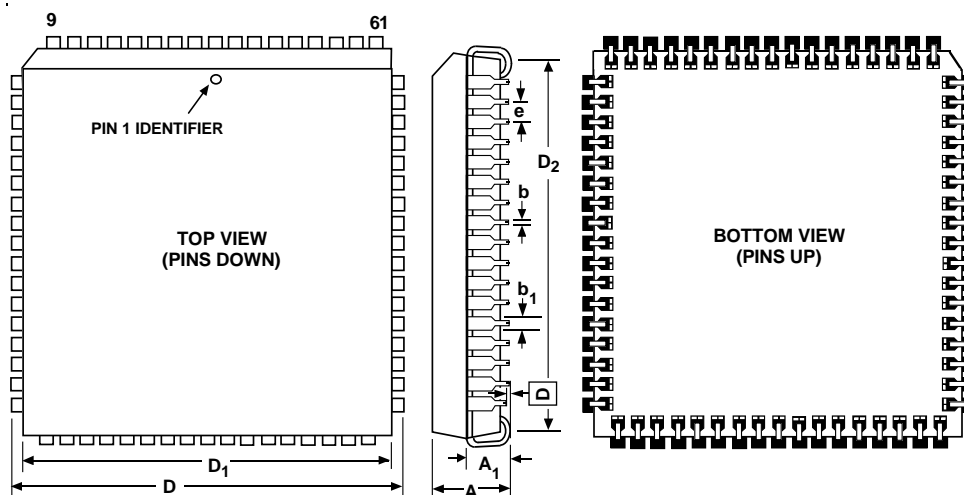 9
61
PIN 1 IDENTIFIER
TOP VIEW
(PINS DOWN)
D1
D
e
D2
b
b1
D
A1
A
BOTTOM VIEW
(PINS UP)